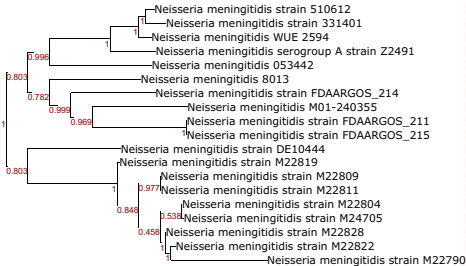 Neisseria meningitidis strain 510612
1
Neisseria meningitidis strain 331401
1
Neisseria meningitidis WUE 2594
1
Neisseria meningitidis serogroup A strain Z2491
0.996
Neisseria meningitidis 053442
0.803
Neisseria meningitidis 8013
0.782
Neisseria meningitidis strain FDAARGOS_214
0.999
Neisseria meningitidis M01-240355
0.969
Neisseria meningitidis strain FDAARGOS_211
1
Neisseria meningitidis strain FDAARGOS_215
1
Neisseria meningitidis strain DE10444
0.803
Neisseria meningitidis strain M22819
1
Neisseria meningitidis strain M22809
0.977
Neisseria meningitidis strain M22811
0.848
Neisseria meningitidis strain M22804
0.538
Neisseria meningitidis strain M24705
0.458
Neisseria meningitidis strain M22828
1
Neisseria meningitidis strain M22822
1
Neisseria meningitidis strain M22790